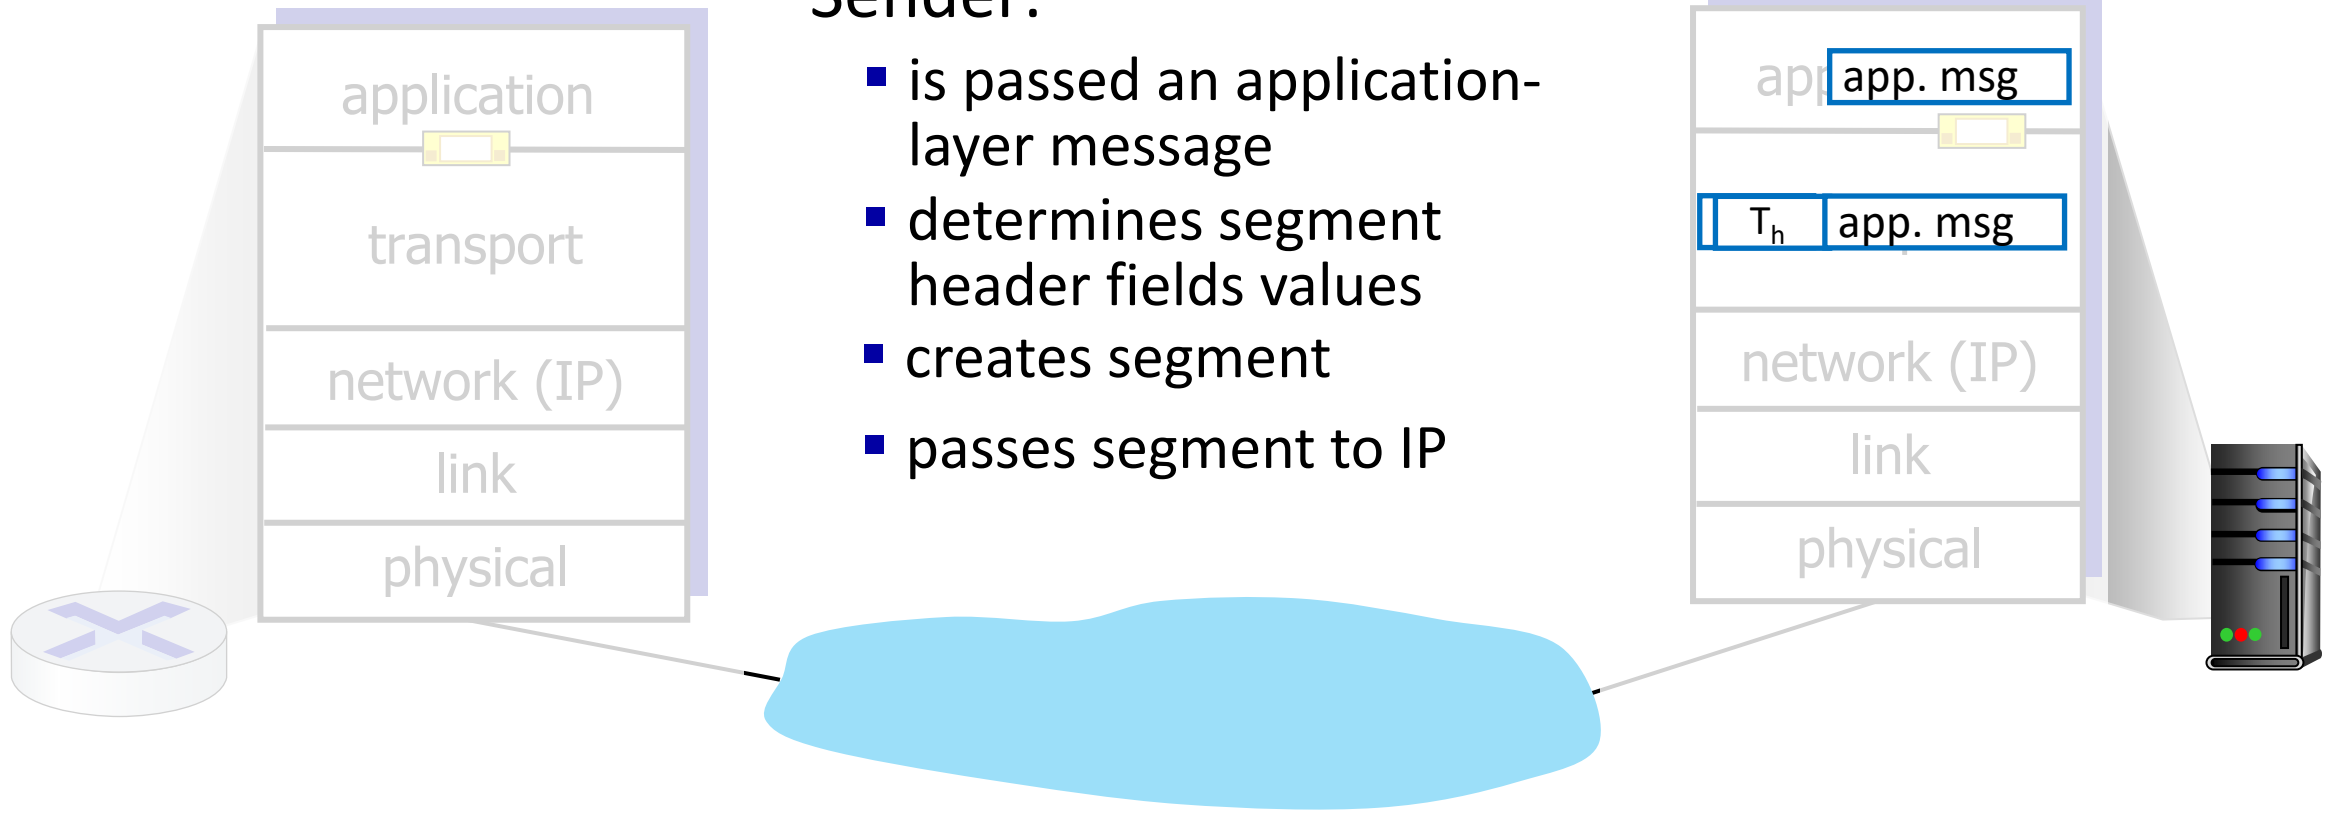 application
transport
network (IP)
link
physical
Sender:
is passed an application-
layer message
determines segment
header fields values
creates segment
passes segment to IP
app. msg
Th app. msg
network (IP)
link
physical